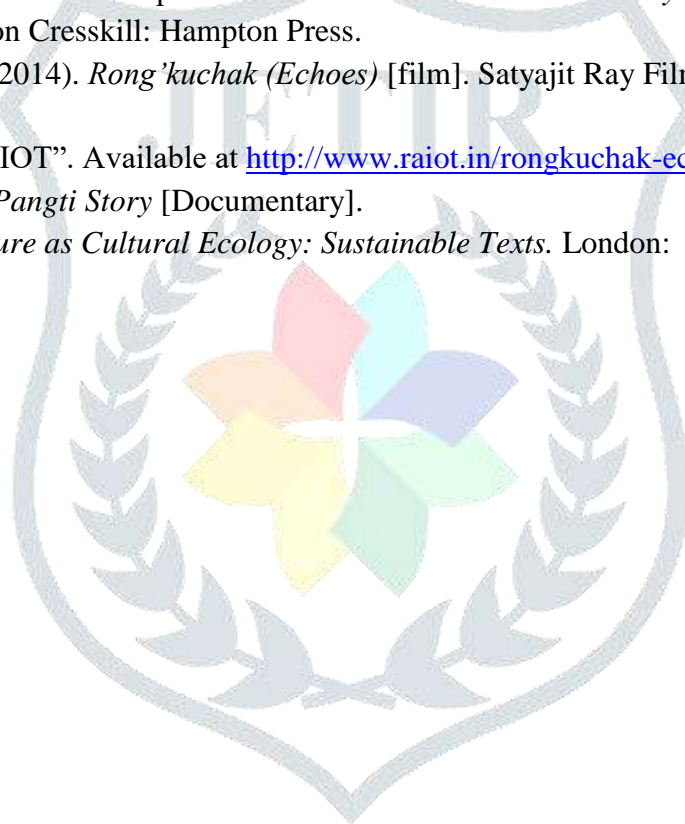 on Cresskill: Hampton Press.
2014). Rong’kuchak (Echoes) [film]. Satyajit Ray Film
IOT”. Available at http://www.raiot.in/rongkuchak-ec
Pangti Story [Documentary].
ure as Cultural Ecology: Sustainable Texts. London:
JETIR